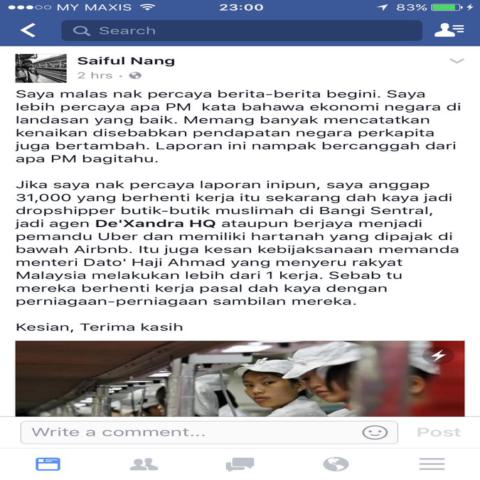 MY MAXIS
23:00
83%
Search
Saiful Nang
2 hrs
Saya malas nak percaya berita-berita begini. Saya
lebih percaya apa PM kata bahawa ekonomi negara di
landasan yang baik. Memang banyak mencatatkan
kenaikan disebabkan pendapatan negara perkapita
juga bertambah. Laporan ini nampak bercanggah dari
apa PM bagitahu.
Jika saya nak percaya laporan inipun, saya anggap
31,000 yang berhenti kerja itu sekarang dah kaya jadi
dropshipper butik-butik muslimah di Bangi Sentral,
jadi agen De'Xandra HQ ataupun berjaya menjadi
pemandu Uber dan memiliki hartanah yang dipajak di
bawah Airbnb. Itu juga kesan kebijaksanaan memanda
menteri Dato' Haji Ahmad yang menyeru rakyat
Malaysia melakukan lebih dari 1 kerja. Sebab tu
mereka berhenti kerja pasal dah kaya dengan
perniagaan-perniagaan sambilan mereka.
Kesian, Terima kasih
Write a comment...
Post